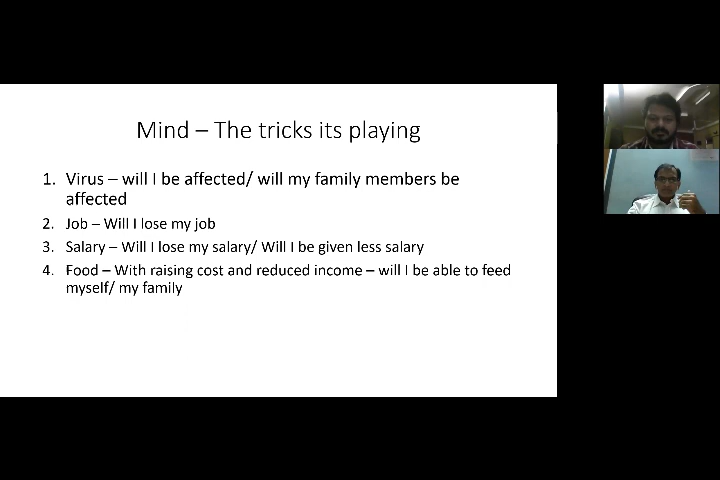 Mind – The tricks its playing
1. Virus – will I be affected/ will my family members be
affected
2. Job – Will I lose my job
3. Salary – Will I lose my salary/ Will I be given less salary
4. Food – With raising cost and reduced income – will I be able to feed
myself/ my family